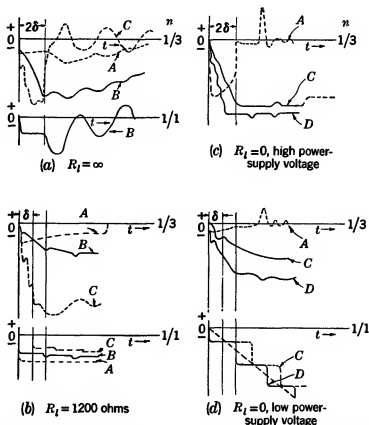 +
0
−
2δ
C
n
t→
1/3
A
B
+
0
−
t→
1/1
B
(a) R_l = ∞
+
0
−
2δ
A
n
t→
1/3
C
D
(c) R_l = 0, high power-
supply voltage
+
0
−
δ
A
t→
1/3
B
C
+
0
−
1/1
C
B
A
(b) R_l = 1200 ohms
+
0
−
δ
t→
1/3
A
C
D
+
0
−
1/1
C
D
(d) R_l = 0, low power-
supply voltage